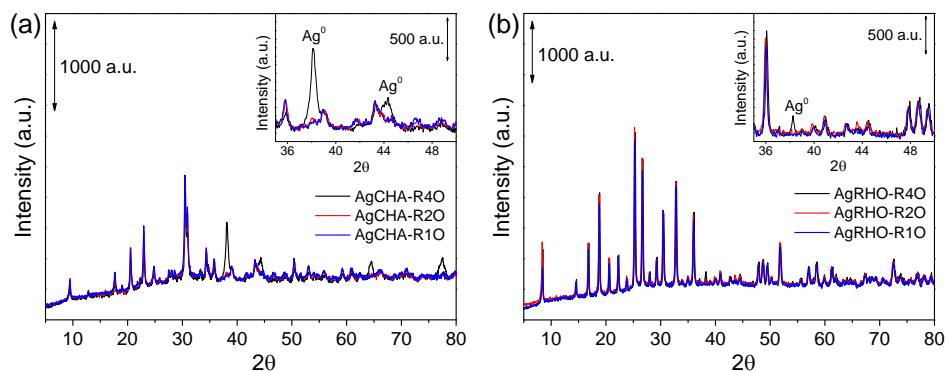 (a)
1000 a.u.
Intensity (a.u.)
Ag⁰
Ag⁰
500 a.u.
Intensity (a.u.)
36 40 44 48
2θ
AgCHA-R4O
AgCHA-R2O
AgCHA-R1O
10 20 30 40 50 60 70 80
2θ
(b)
1000 a.u.
Intensity (a.u.)
Ag⁰
500 a.u.
Intensity (a.u.)
36 40 44 48
2θ
AgRHO-R4O
AgRHO-R2O
AgRHO-R1O
10 20 30 40 50 60 70 80
2θ